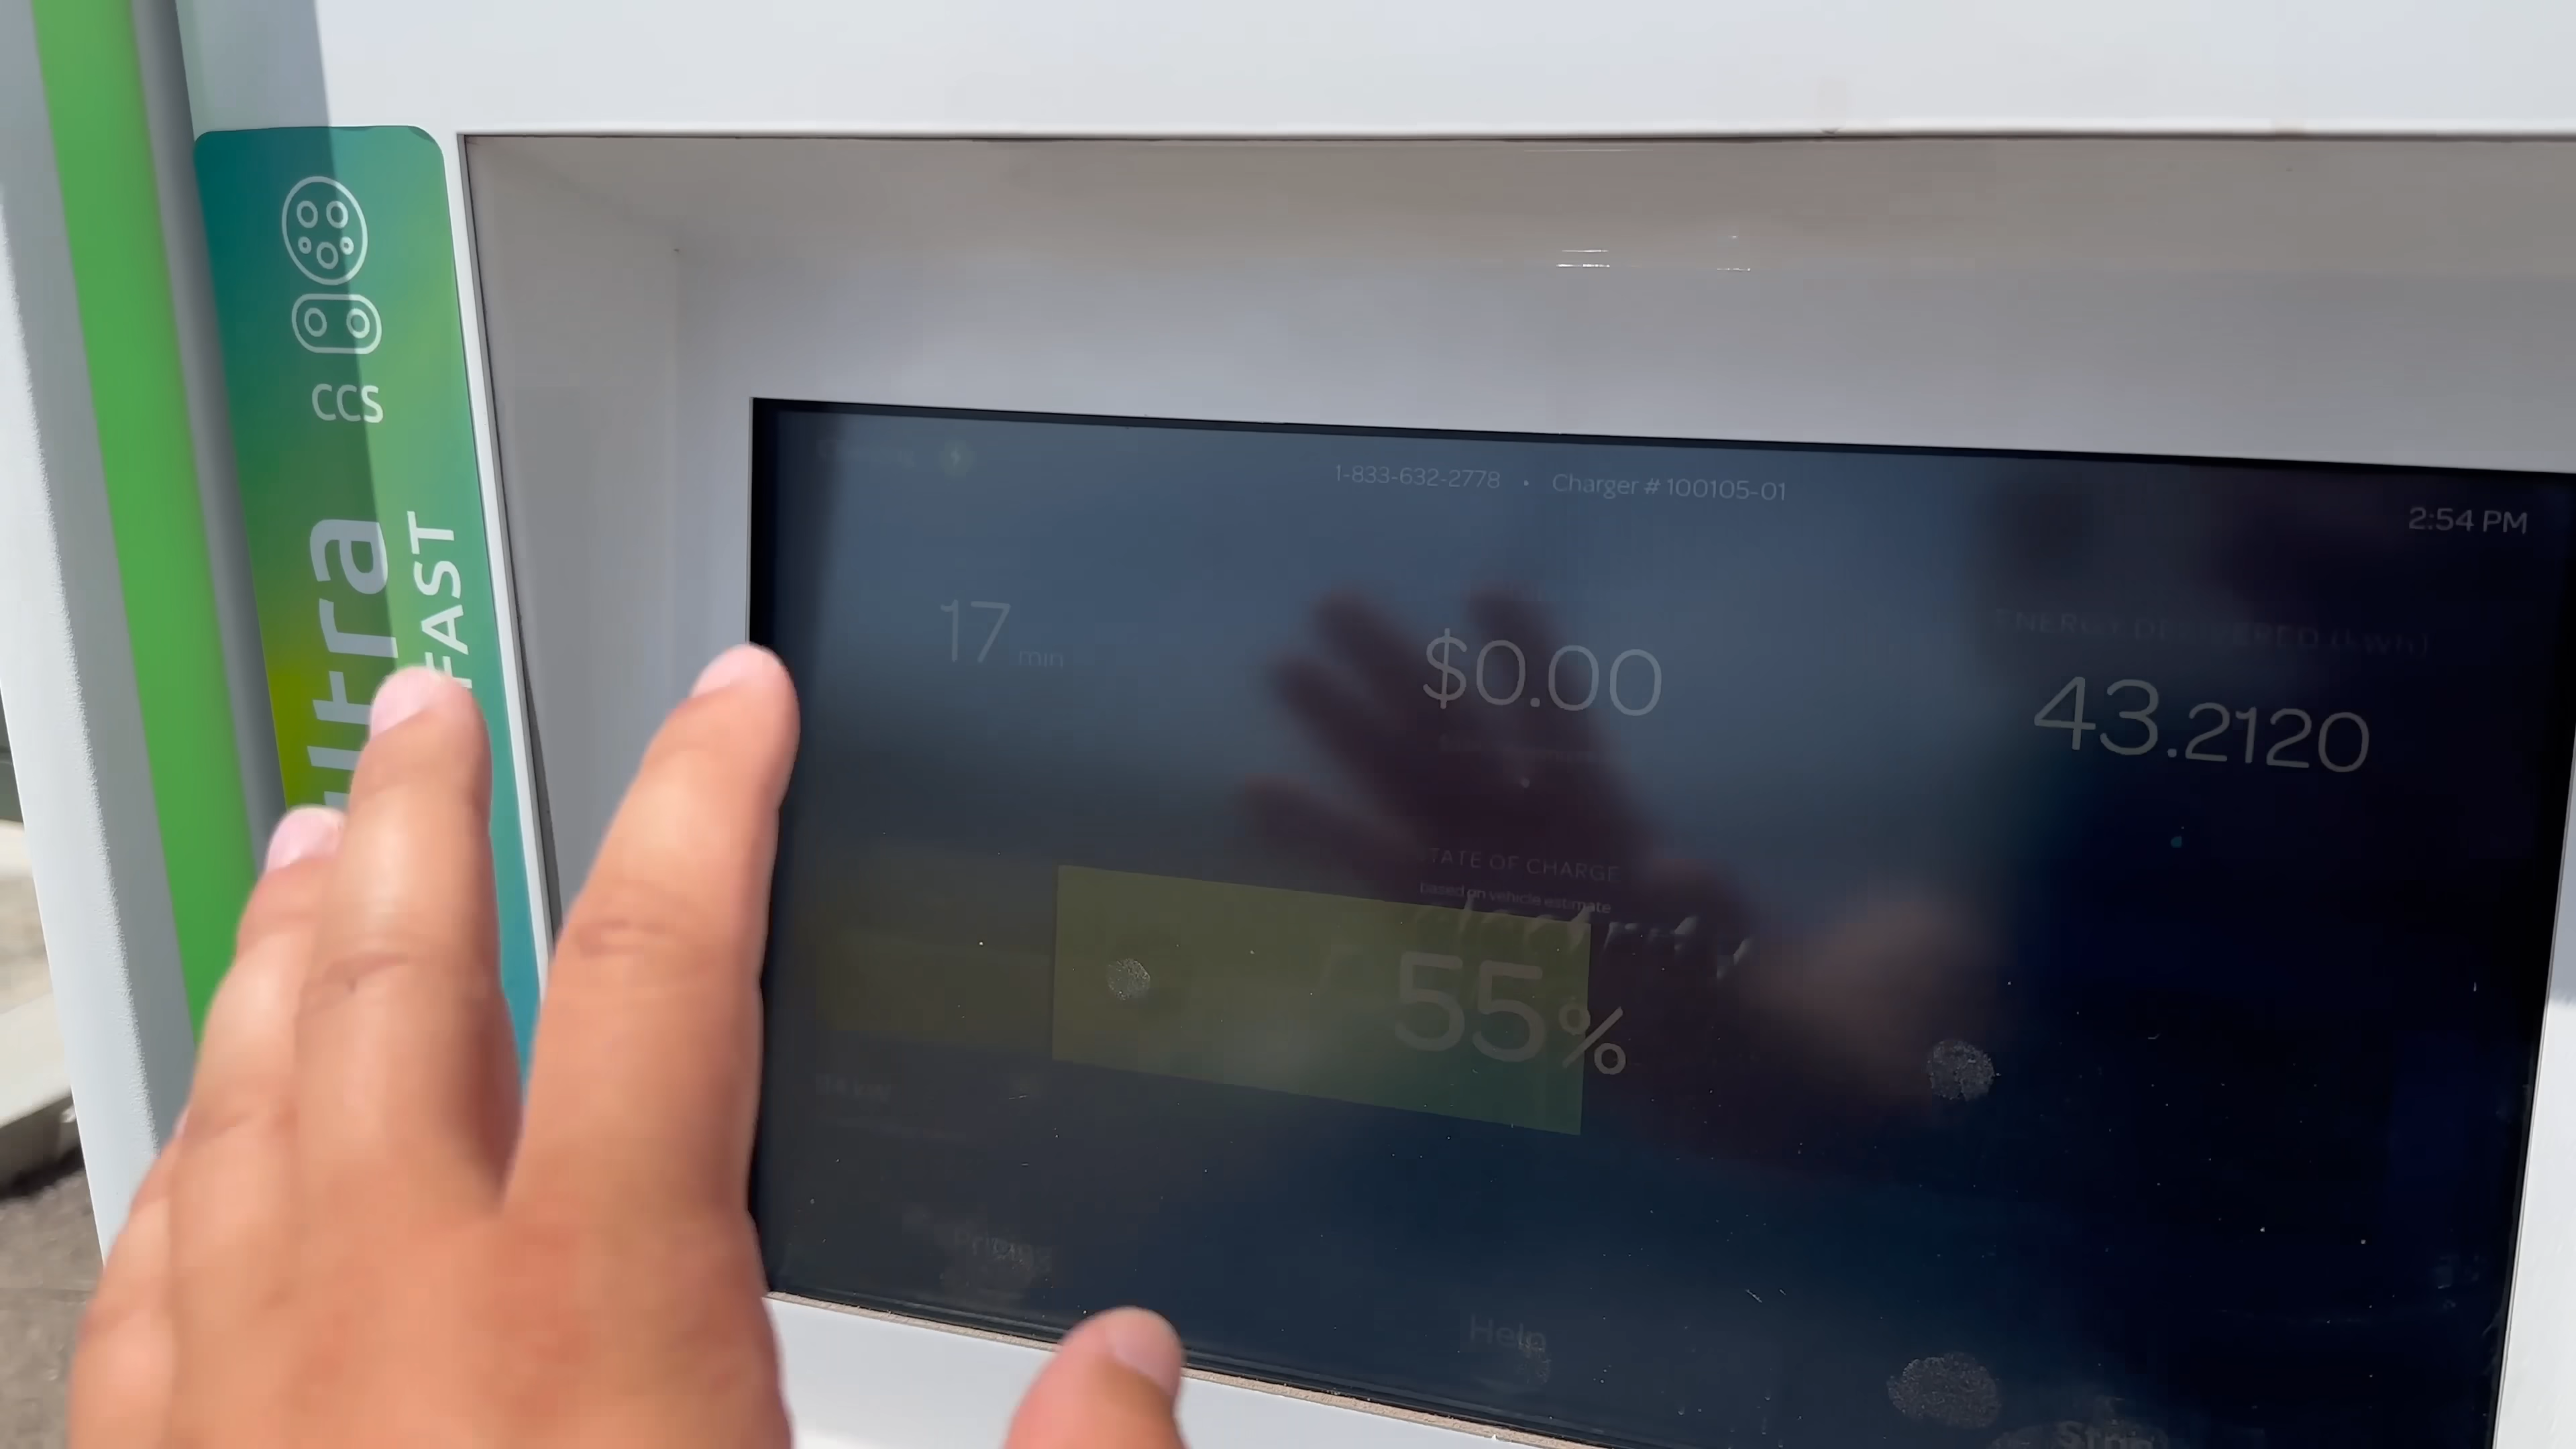 CCS
ultra
FAST
1-833-632-2778 • Charger # 100105-01
2:54 PM
17 min
$0.00
ENERGY DELIVERED (kWh)
43.2120
STATE OF CHARGE
based on vehicle estimate
55%
Pricing
Help